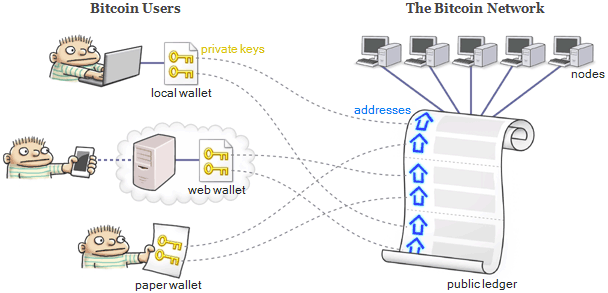 Bitcoin Users
The Bitcoin Network
private keys
local wallet
nodes
addresses
web wallet
paper wallet
public ledger